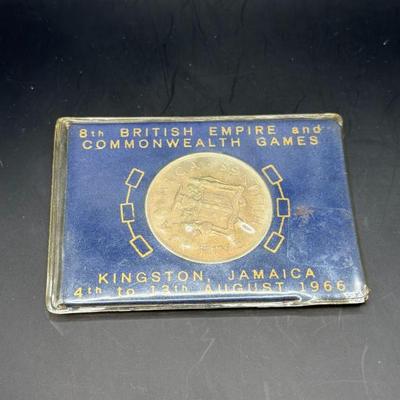 8th BRITISH EMPIRE and
COMMONWEALTH GAMES
KINGSTON, JAMAICA
4th to 13th AUGUST 1966